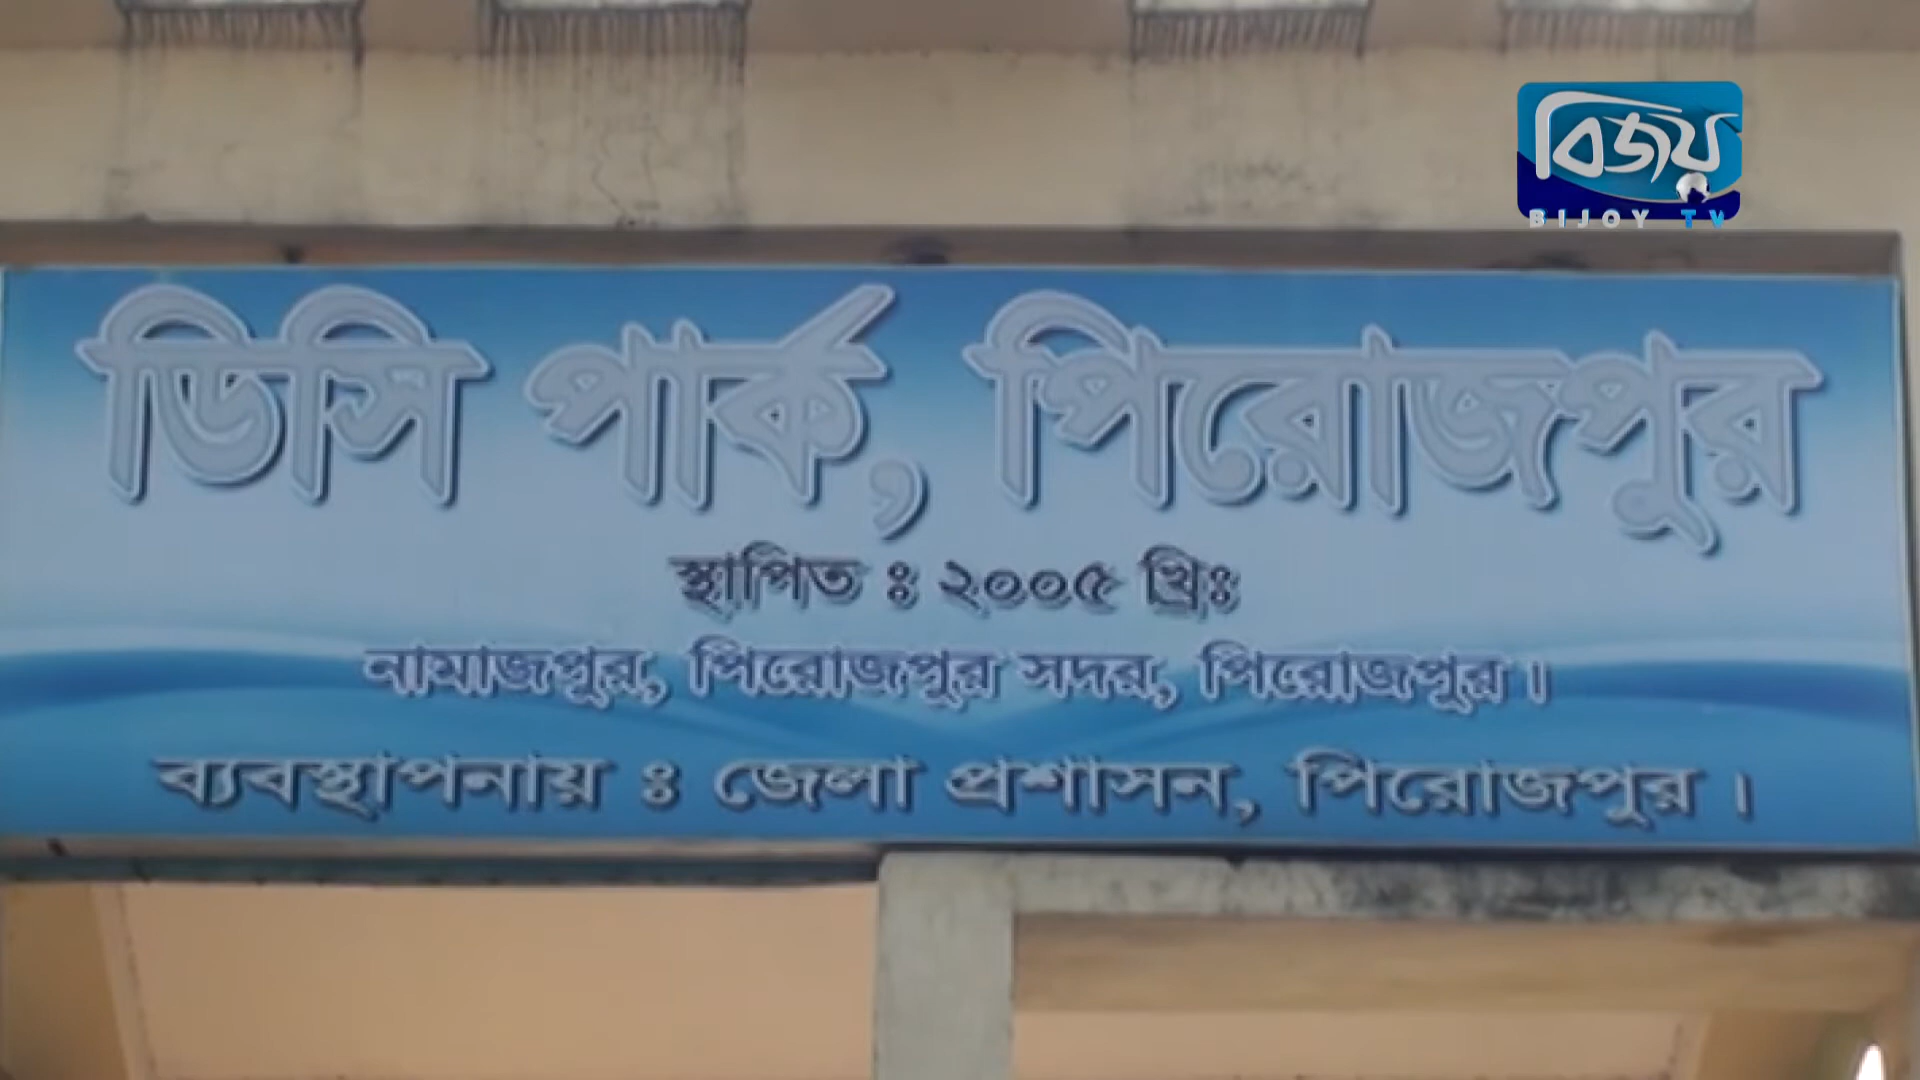 বিজয়
BIJOY TV
ডিসি পার্ক, পিরোজপুর
স্থাপিত ঃ ২০০৫ খ্রিঃ
নামাজপুর, পিরোজপুর সদর, পিরোজপুর।
ব্যবস্থাপনায় ঃ জেলা প্রশাসন, পিরোজপুর।